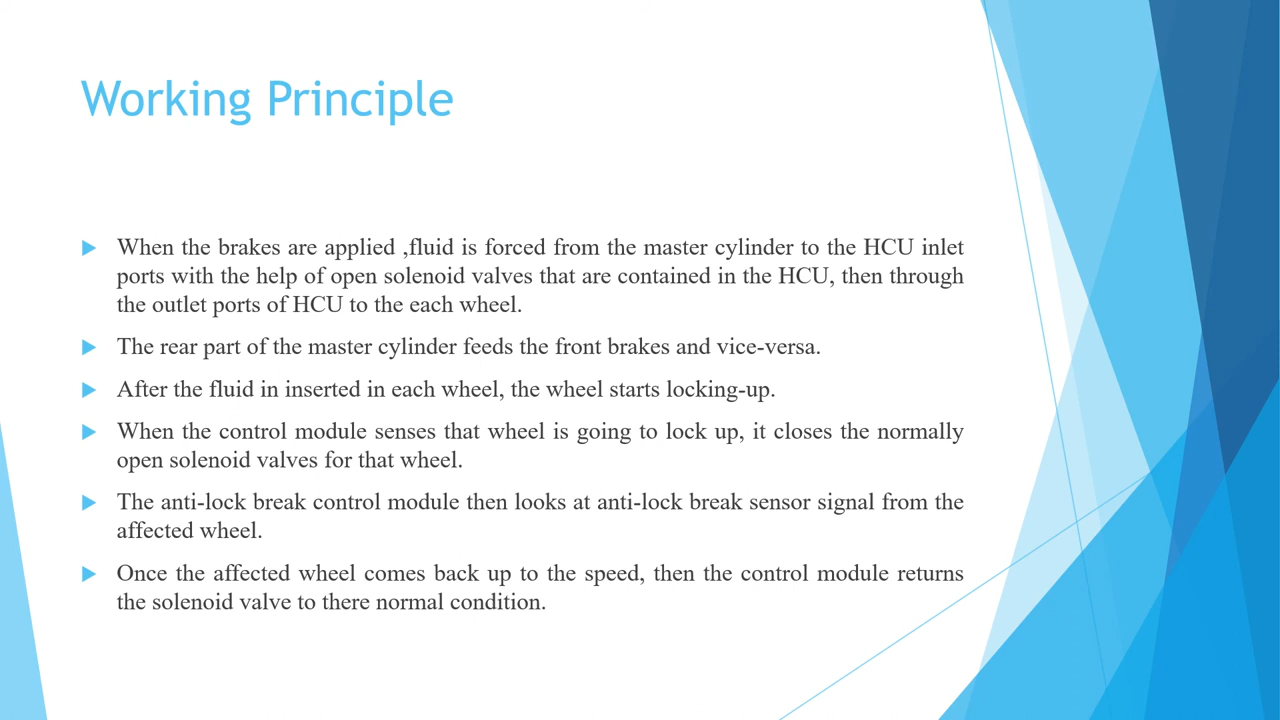 Working Principle
When the brakes are applied ,fluid is forced from the master cylinder to the HCU inlet
ports with the help of open solenoid valves that are contained in the HCU, then through
the outlet ports of HCU to the each wheel.
The rear part of the master cylinder feeds the front brakes and vice-versa.
After the fluid in inserted in each wheel, the wheel starts locking-up.
When the control module senses that wheel is going to lock up, it closes the normally
open solenoid valves for that wheel.
The anti-lock break control module then looks at anti-lock break sensor signal from the
affected wheel.
Once the affected wheel comes back up to the speed, then the control module returns
the solenoid valve to there normal condition.